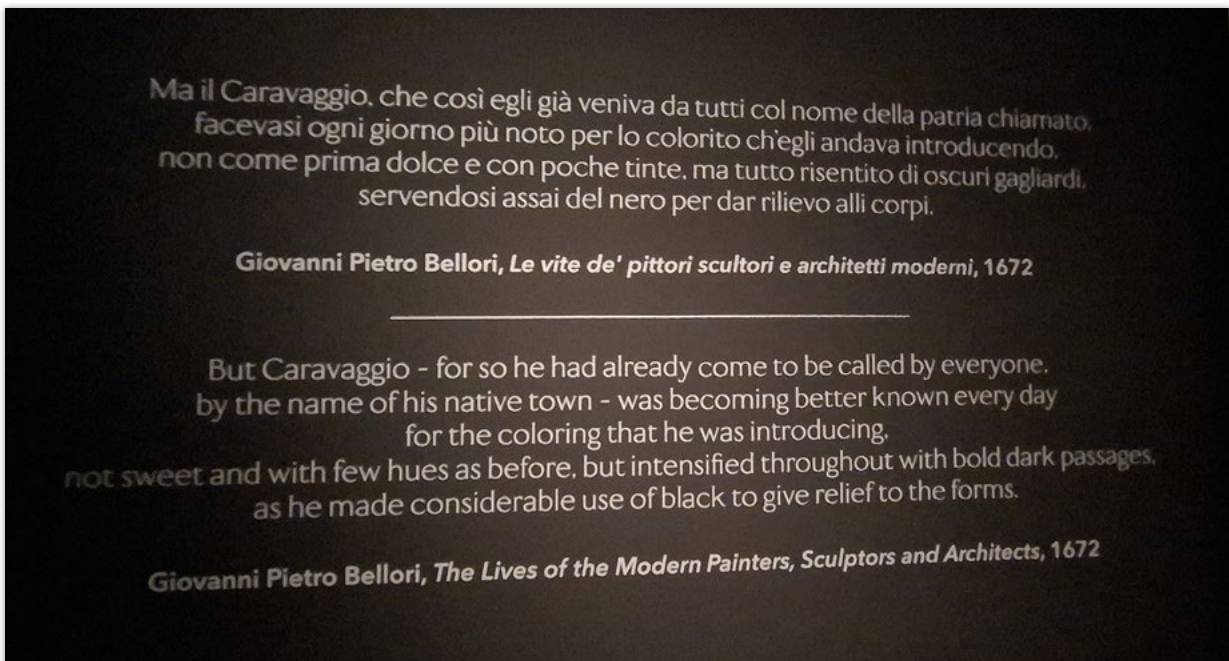 Ma il Caravaggio, che così egli già veniva da tutti col nome della patria chiamato,
facevasi ogni giorno più noto per lo colorito ch'egli andava introducendo,
non come prima dolce e con poche tinte, ma tutto risentito di oscuri gagliardi,
servendosi assai del nero per dar rilievo alli corpi.
Giovanni Pietro Bellori, Le vite de' pittori scultori e architetti moderni, 1672
But Caravaggio - for so he had already come to be called by everyone,
by the name of his native town - was becoming better known every day
for the coloring that he was introducing,
not sweet and with few hues as before, but intensified throughout with bold dark passages,
as he made considerable use of black to give relief to the forms.
Giovanni Pietro Bellori, The Lives of the Modern Painters, Sculptors and Architects, 1672